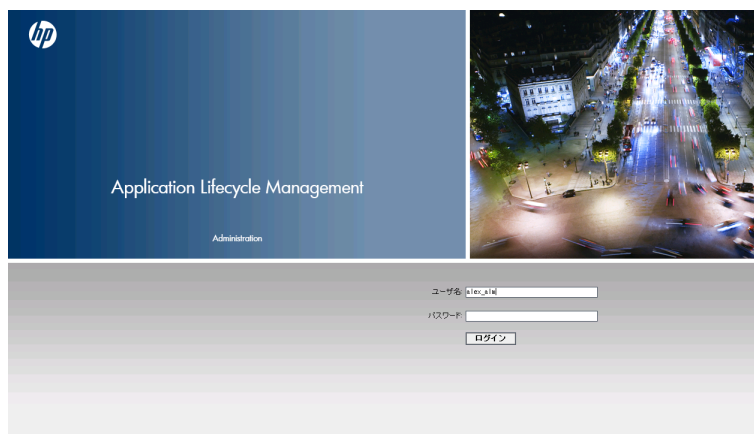 hp
Application Lifecycle Management
Administration
ユーザ名: alex_alm
パスワード:
ログイン